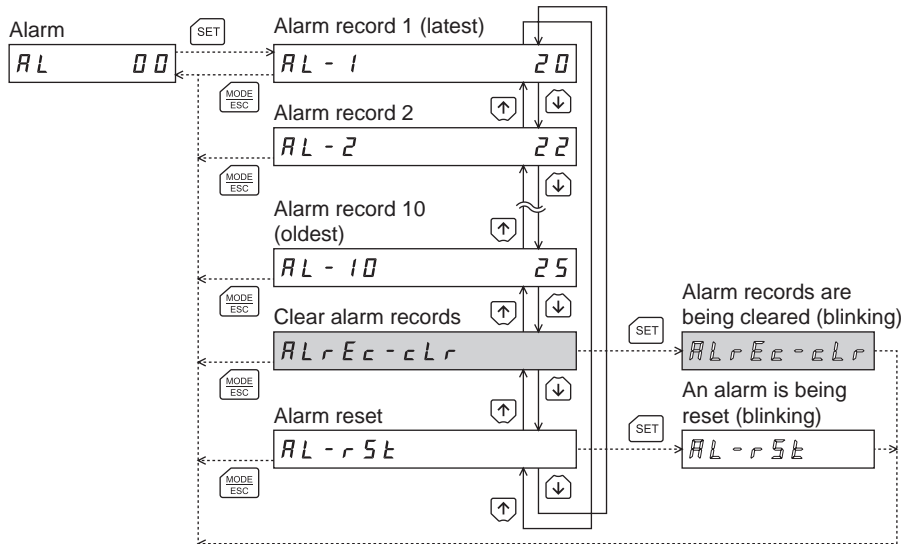 Alarm
AL 00
SET
Alarm record 1 (latest)
AL-1 20
MODE
ESC
Alarm record 2
AL-2 22
MODE
ESC
Alarm record 10
(oldest)
AL-10 25
MODE
ESC
Clear alarm records
ALrEc-cLr
SET
Alarm records are
being cleared (blinking)
ALrEc-cLr
MODE
ESC
Alarm reset
AL-rSt
SET
An alarm is being
reset (blinking)
AL-rSt
MODE
ESC